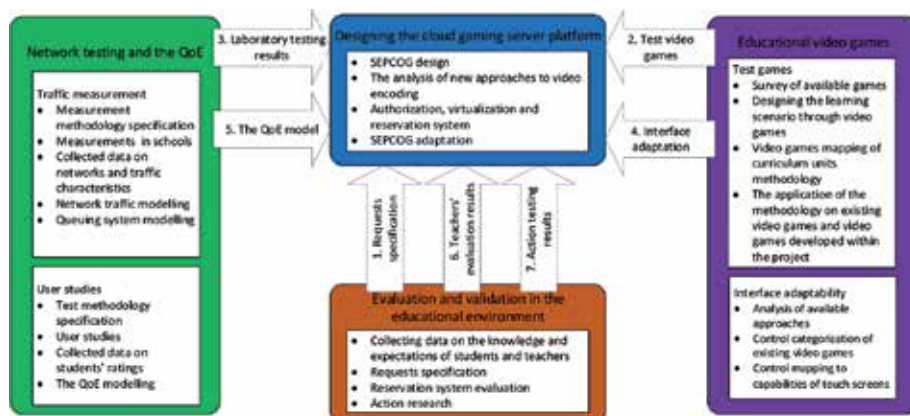 Network testing and the QoE
Traffic measurement
• Measurement
methodology specification
• Measurements in schools
• Collected data on
networks and traffic
characteristics
• Network traffic modelling
• Queuing system modelling
User studies
• Test methodology
specification
• User studies
• Collected data on
students' ratings
• The QoE modelling
3. Laboratory testing
results
5. The QoE model
Designing the cloud gaming server platform
• SEPCOG design
• The analysis of new approaches to video
encoding
• Authorization, virtualization and
reservation system
• SEPCOG adaptation
1. Requests
specification
6. Teachers'
evaluation results
7. Action testing
results
Evaluation and validation in the
educational environment
• Collecting data on the knowledge and
expectations of students and teachers
• Requests specification
• Reservation system evaluation
• Action research
2. Test video
games
4. Interface
adaptation
Educational video games
Test games
• Survey of available games
• Designing the learning
scenario through video
games
• Video games mapping of
curriculum units
methodology
• The application of the
methodology on existing
video games and video
games developed within
the project
Interface adaptability
• Analysis of available
approaches
• Control categorisation of
existing video games
• Control mapping to
capabilities of touch screens